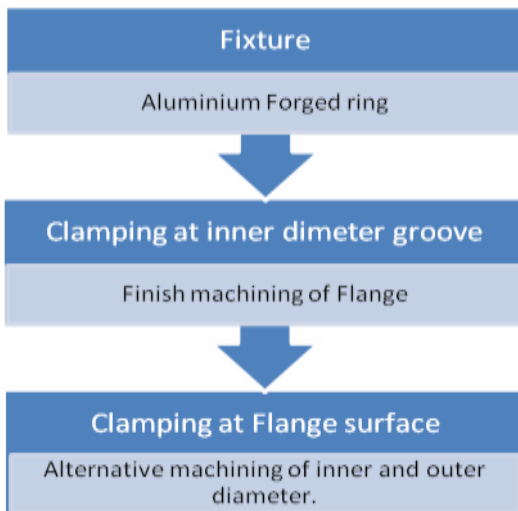 Fixture
Aluminium Forged ring
Clamping at inner dimeter groove
Finish machining of Flange
Clamping at Flange surface
Alternative machining of inner and outer
diameter.